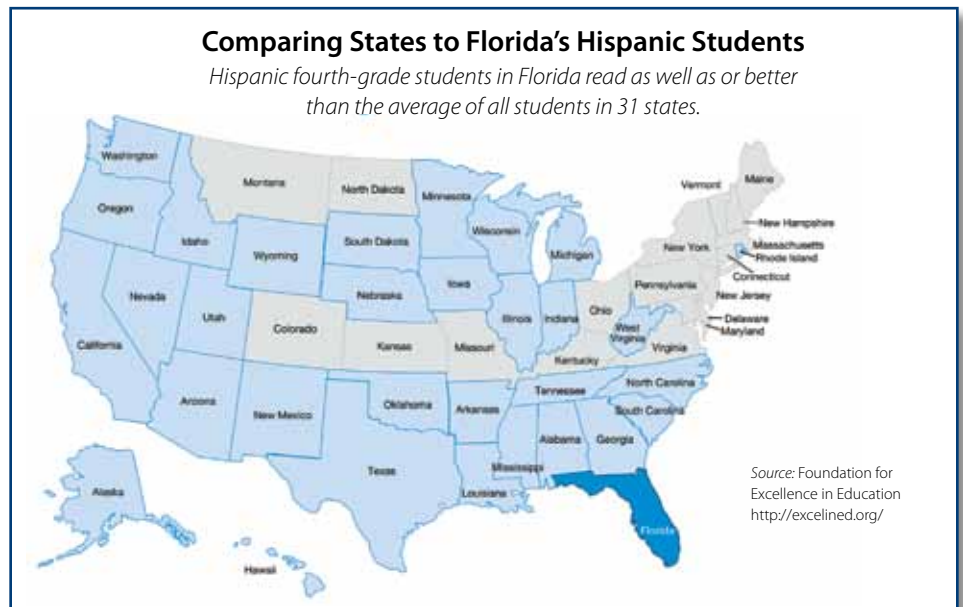 Comparing States to Florida's Hispanic Students
Hispanic fourth-grade students in Florida read as well as or better
than the average of all students in 31 states.
Washington
Oregon
California
Nevada
Idaho
Montana
Wyoming
Utah
Colorado
Arizona
New Mexico
North Dakota
South Dakota
Nebraska
Kansas
Oklahoma
Texas
Minnesota
Iowa
Missouri
Arkansas
Louisiana
Wisconsin
Illinois
Michigan
Indiana
Ohio
Kentucky
Tennessee
Mississippi
Alabama
Georgia
Florida
South Carolina
North Carolina
West
Virginia
Virginia
Pennsylvania
New York
Vermont
Maine
New Hampshire
Massachusetts
Rhode Island
Connecticut
New Jersey
Delaware
Maryland
Alaska
Hawaii
Source: Foundation for
Excellence in Education
http://excelined.org/